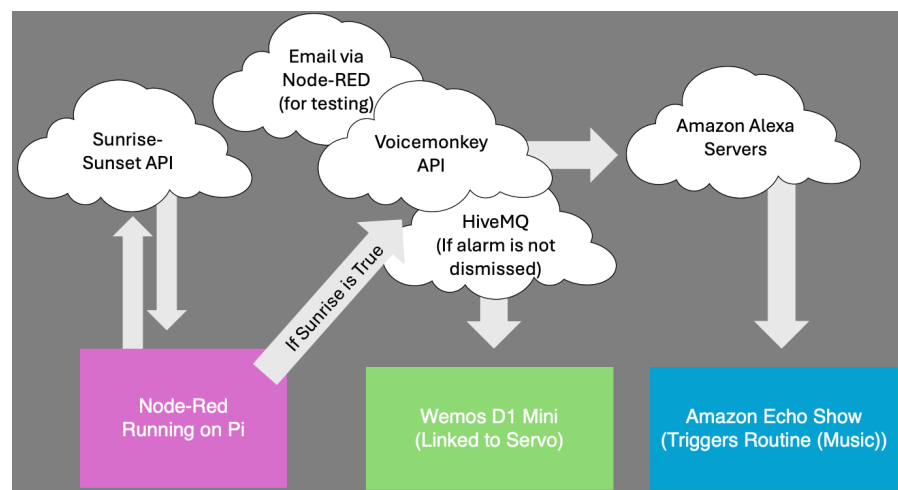 Email via
Node-RED
(for testing)
Sunrise-
Sunset API
Voicemonkey
API
Amazon Alexa
Servers
HiveMQ
(If alarm is not
dismissed)
If Sunrise is True
Node-Red
Running on Pi
Wemos D1 Mini
(Linked to Servo)
Amazon Echo Show
(Triggers Routine (Music))